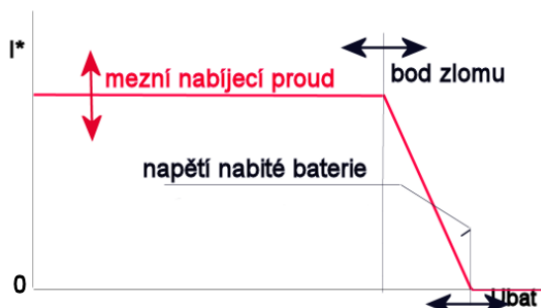 I*
mezní nabíjecí proud
bod zlomu
napětí nabité baterie
0
Ubat